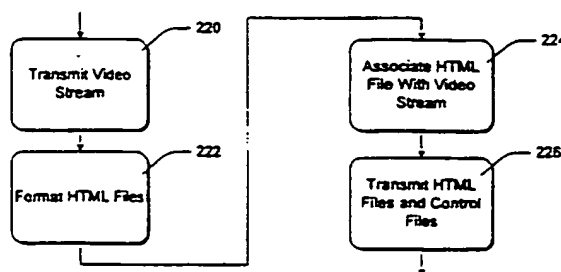 220
Transmit Video
Stream
222
Format HTML Files
224
Associate HTML
File With Video
Stream
226
Transmit HTML
Files and Control
Files